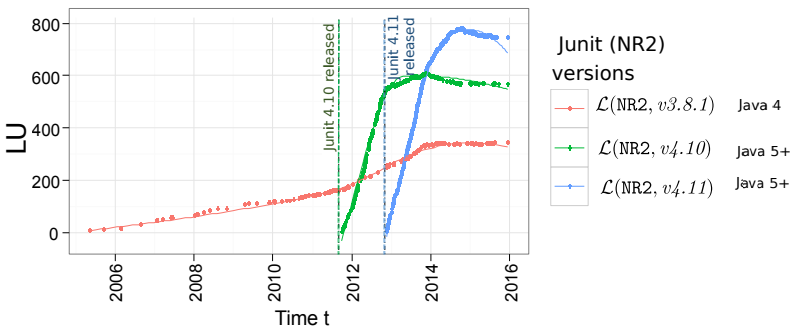 800
600
400
200
0
LU
Junit 4.10 released
Junit 4.11
released
2006
2008
2010
2012
2014
2016
Time t
Junit (NR2)
versions
ℒ(NR2, v3.8.1) Java 4
ℒ(NR2, v4.10) Java 5+
ℒ(NR2, v4.11) Java 5+